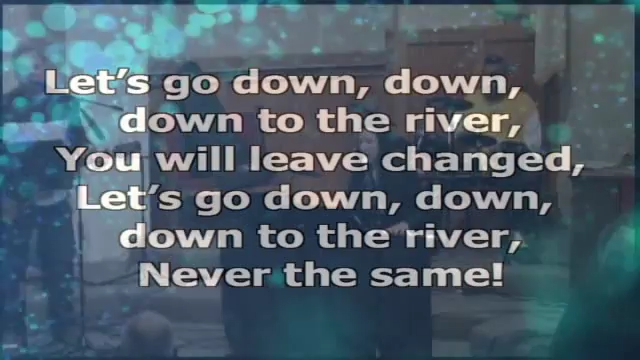 Let's go down, down,
down to the river,
You will leave changed,
Let's go down, down,
down to the river,
Never the same!